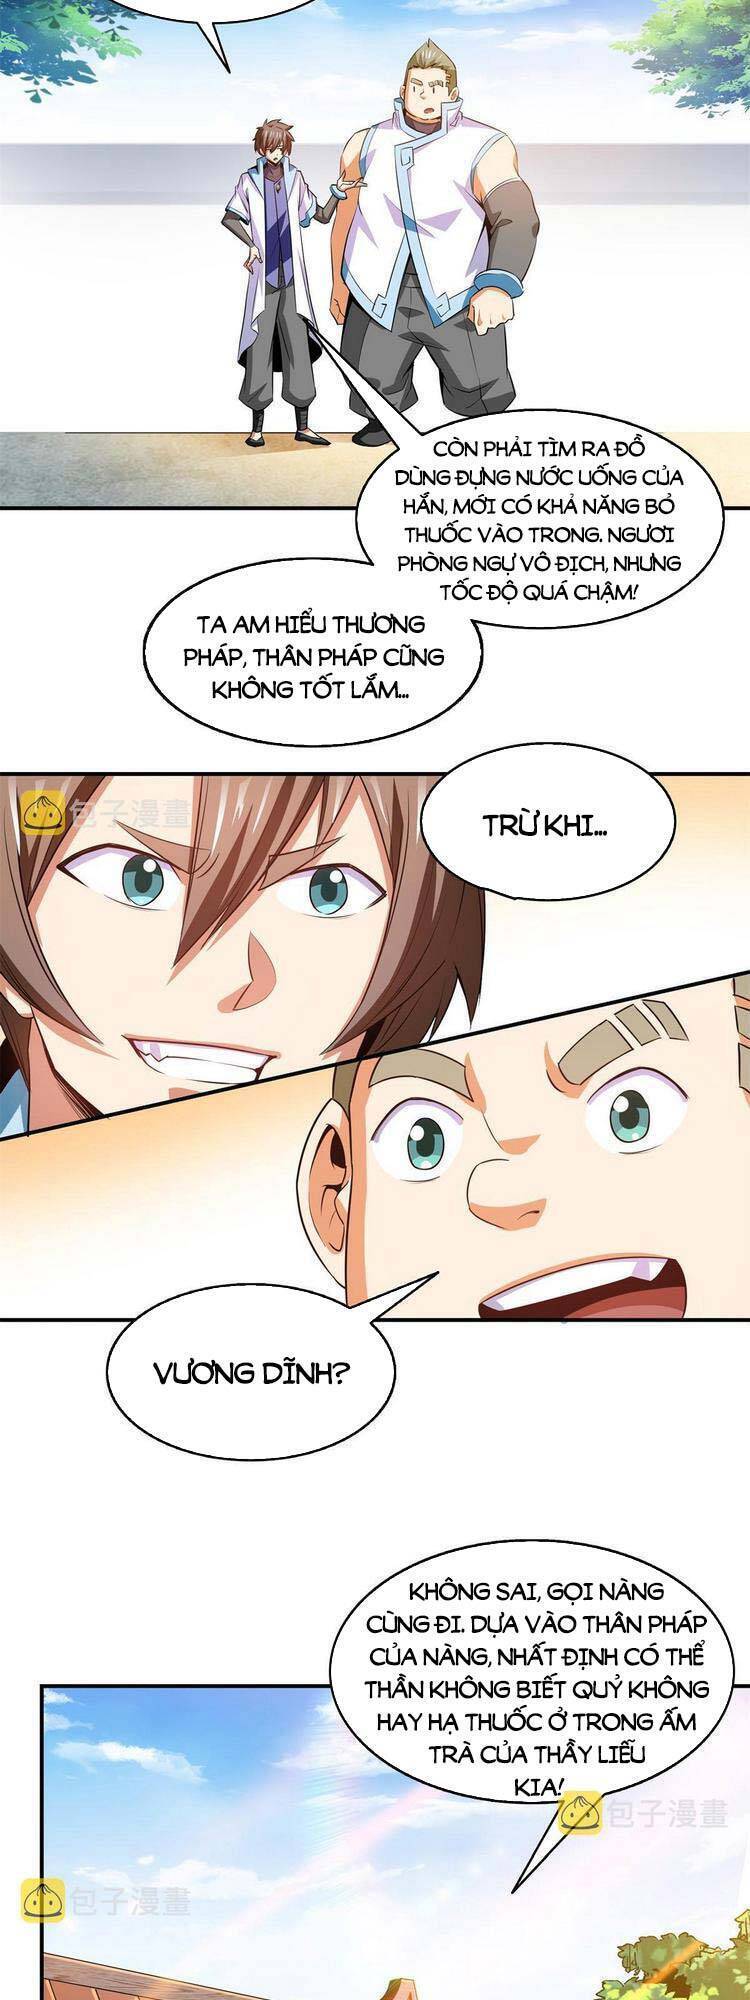 CÒN PHẢI TÌM RA ĐỒ
DÙNG ĐỰNG NƯỚC UỐNG CỦA
HẮN, MỚI CÓ KHẢ NĂNG BỎ
THUỐC VÀO TRONG. NGƯƠI
PHÒNG NGỰ VÔ ĐỊCH, NHƯNG
TỐC ĐỘ QUÁ CHẬM!
TA AM HIỂU THƯƠNG
PHÁP, THÂN PHÁP CŨNG
KHÔNG TỐT LẮM...
包子漫畫
TRỪ KHI...
VƯƠNG DĨNH?
KHÔNG SAI, GỌI NÀNG
CÙNG ĐI. DỰA VÀO THÂN PHÁP
CỦA NÀNG, NHẤT ĐỊNH CÓ THỂ
THẦN KHÔNG BIẾT QUỶ KHÔNG
HAY HẠ THUỐC Ở TRONG ẤM
TRÀ CỦA THẦY LIỄU
KIA!
包子漫畫
包子漫畫